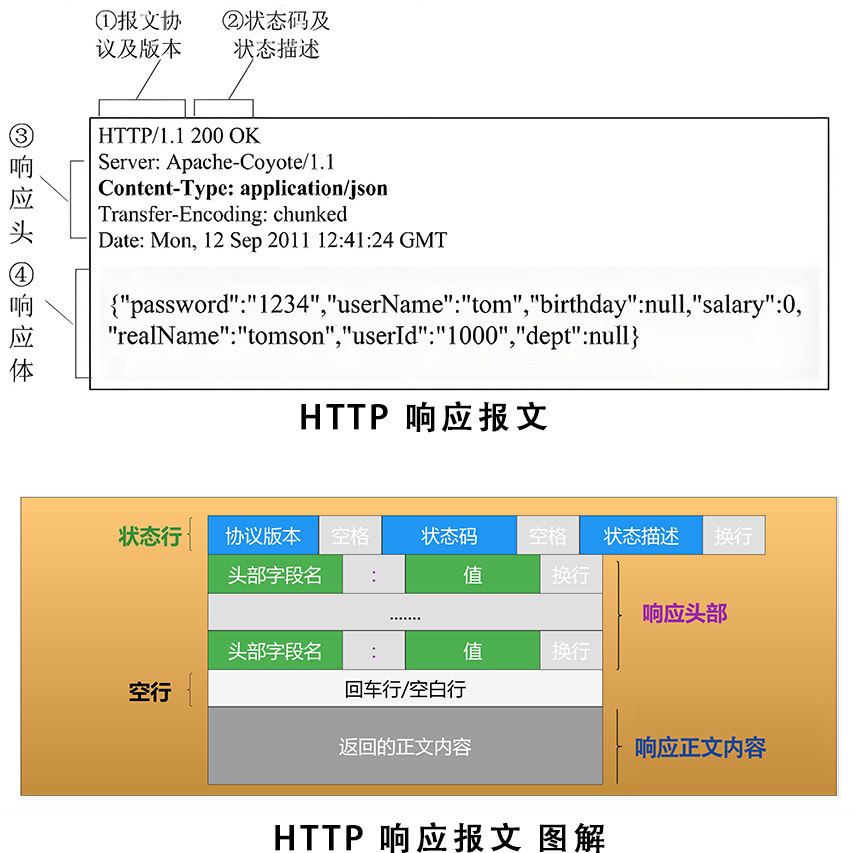 ①报文协
议及版本
②状态码及
状态描述
HTTP/1.1 200 OK
③
响
应
头
Server: Apache-Coyote/1.1
Content-Type: application/json
Transfer-Encoding: chunked
Date: Mon, 12 Sep 2011 12:41:24 GMT
④
响
应
体
{"password":"1234","userName":"tom","birthday":null,"salary":0,
"realName":"tomson","userId":"1000","dept":null}
HTTP 响应报文
状态行 协议版本 空格 状态码 空格 状态描述 换行
头部字段名 : 值 换行
.......
响应头部
头部字段名 : 值 换行
空行 回车行/空白行
返回的正文内容 响应正文内容
HTTP 响应报文 图解